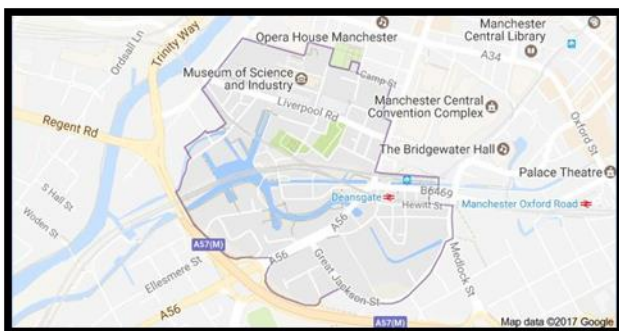 Ordsall Ln
Trinity Way
Opera House Manchester
Manchester
Central Library
A34
Museum of Science
and Industry
Camp St
Liverpool Rd
Manchester Central
Convention Complex
Oxford St
Regent Rd
The Bridgewater Hall
Palace Theatre
S Hall St
Woden St
B6469
Deansgate
Hewitt St
Manchester Oxford Road
A56
A57(M)
A56
Medlock St
Ellesmere St
Great Jackson St
A56
A57(M)
Map data ©2017 Google